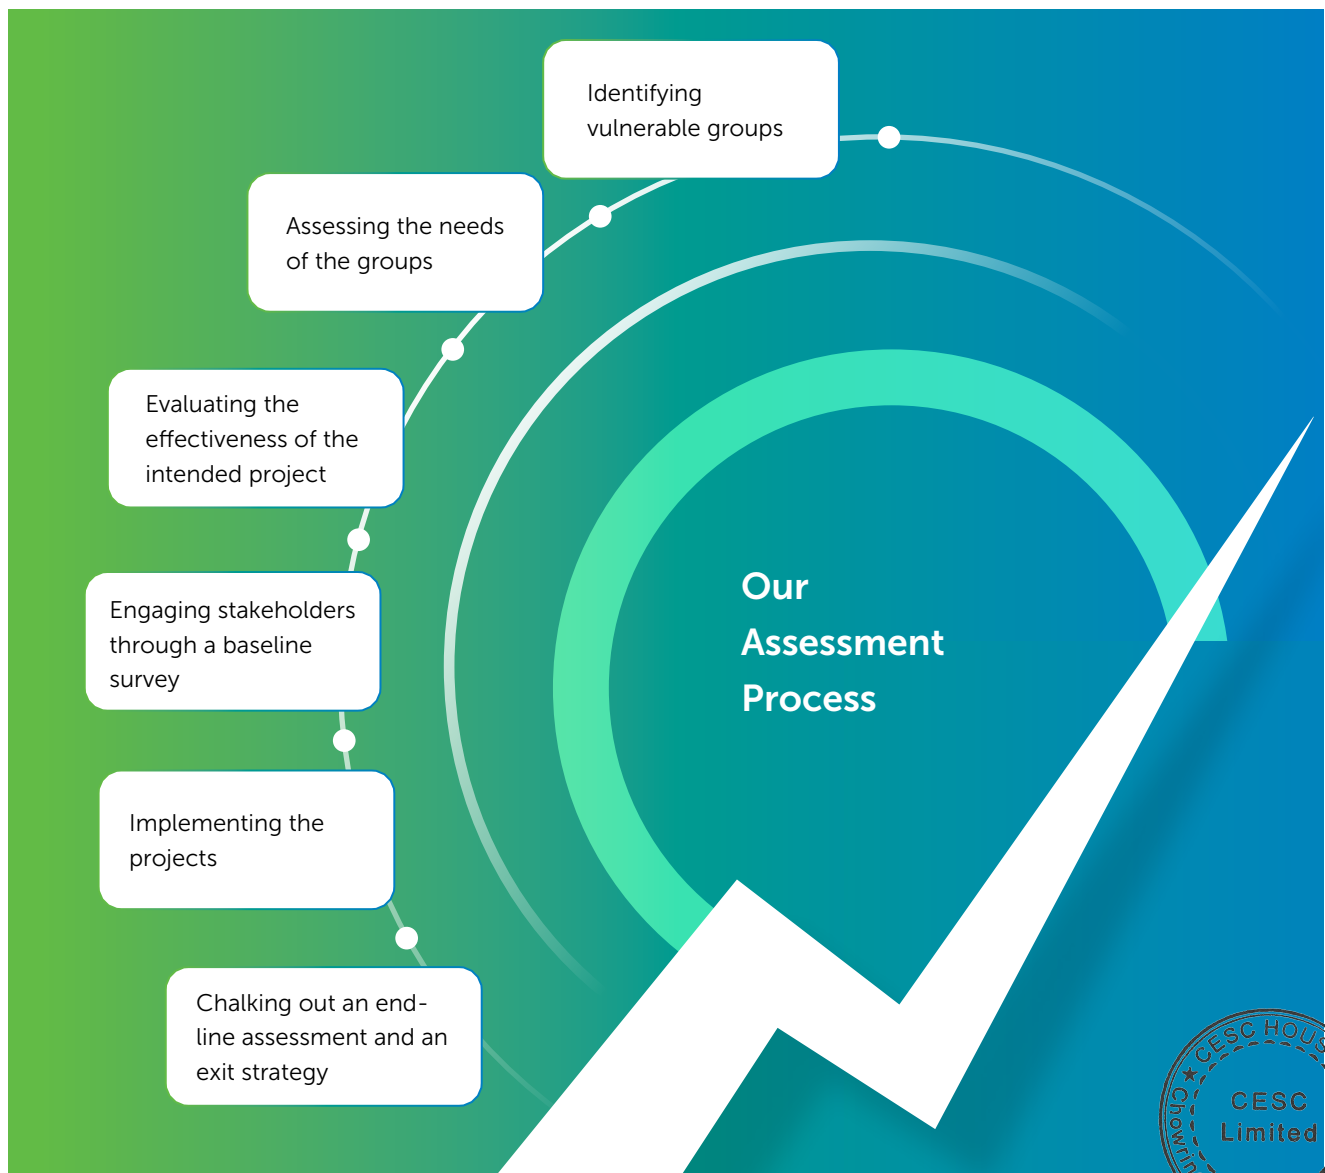 Identifying
vulnerable groups
Assessing the needs
of the groups
Evaluating the
effectiveness of the
intended project
Engaging stakeholders
through a baseline
survey
Implementing the
projects
Chalking out an end-
line assessment and an
exit strategy
Our
Assessment
Process
CESC
CESC
Limited